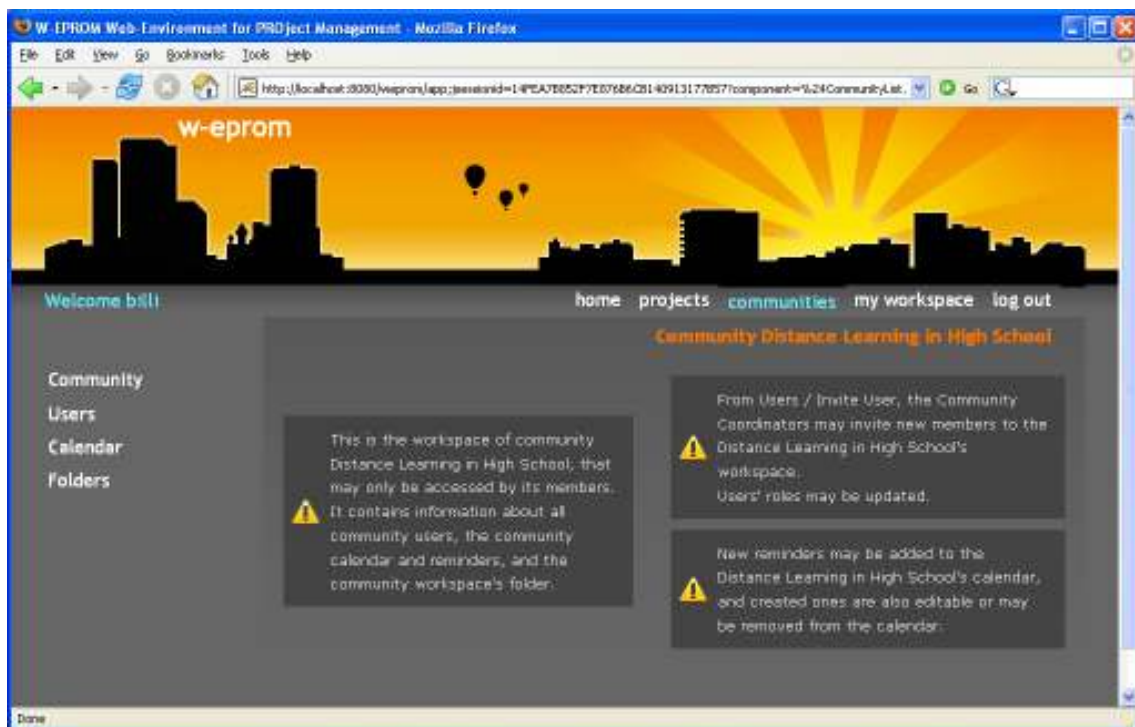 W-EPROM Web-Environment for PROject Management - Mozilla Firefox
File Edit View Go Bookmarks Tools Help
Go
w-eprom
Welcome billi
home projects communities my workspace log out
Community Distance Learning in High School
Community
Users
Calendar
Folders
This is the workspace of community
Distance Learning in High School, that
may only be accessed by its members.
It contains information about all
community users, the community
calendar and reminders, and the
community workspace's folder.
From Users / Invite User, the Community
Coordinators may invite new members to the
Distance Learning in High School's
workspace.
Users' roles may be updated.
New reminders may be added to the
Distance Learning in High School's calendar,
and created ones are also editable or may
be removed from the calendar.
Done